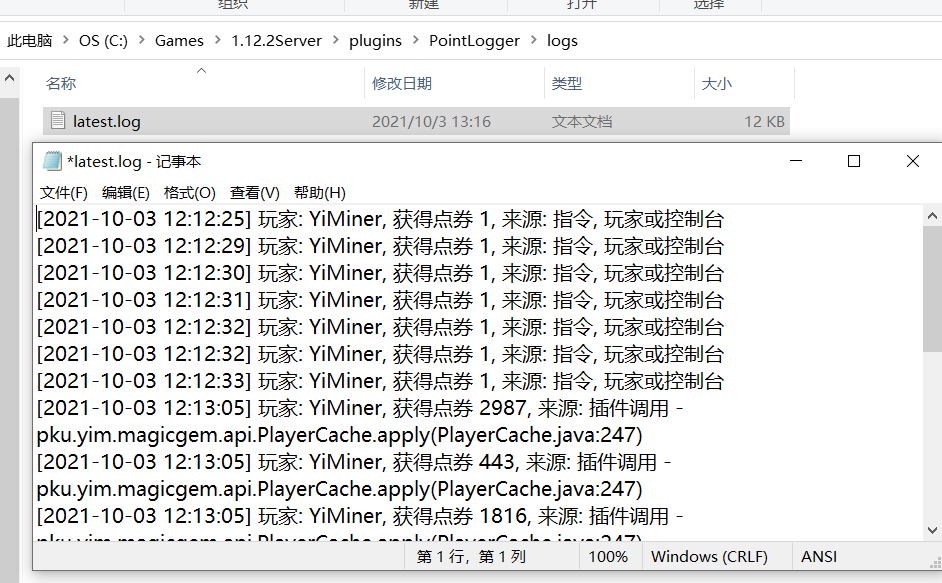 组织 新建 打开 选择
此电脑 > OS (C:) > Games > 1.12.2Server > plugins > PointLogger > logs
名称 修改日期 类型 大小
latest.log 2021/10/3 13:16 文本文档 12 KB
*latest.log - 记事本
文件(F) 编辑(E) 格式(O) 查看(V) 帮助(H)
[2021-10-03 12:12:25] 玩家: YiMiner, 获得点券 1, 来源: 指令, 玩家或控制台
[2021-10-03 12:12:29] 玩家: YiMiner, 获得点券 1, 来源: 指令, 玩家或控制台
[2021-10-03 12:12:30] 玩家: YiMiner, 获得点券 1, 来源: 指令, 玩家或控制台
[2021-10-03 12:12:31] 玩家: YiMiner, 获得点券 1, 来源: 指令, 玩家或控制台
[2021-10-03 12:12:32] 玩家: YiMiner, 获得点券 1, 来源: 指令, 玩家或控制台
[2021-10-03 12:12:32] 玩家: YiMiner, 获得点券 1, 来源: 指令, 玩家或控制台
[2021-10-03 12:12:33] 玩家: YiMiner, 获得点券 1, 来源: 指令, 玩家或控制台
[2021-10-03 12:13:05] 玩家: YiMiner, 获得点券 2987, 来源: 插件调用 -
pku.yim.magicgem.api.PlayerCache.apply(PlayerCache.java:247)
[2021-10-03 12:13:05] 玩家: YiMiner, 获得点券 443, 来源: 插件调用 -
pku.yim.magicgem.api.PlayerCache.apply(PlayerCache.java:247)
[2021-10-03 12:13:05] 玩家: YiMiner, 获得点券 1816, 来源: 插件调用 -
pku.yim.magicgem.api.PlayerCache.apply(PlayerCache.java:247)
第 1 行，第 1 列 100% Windows (CRLF) ANSI